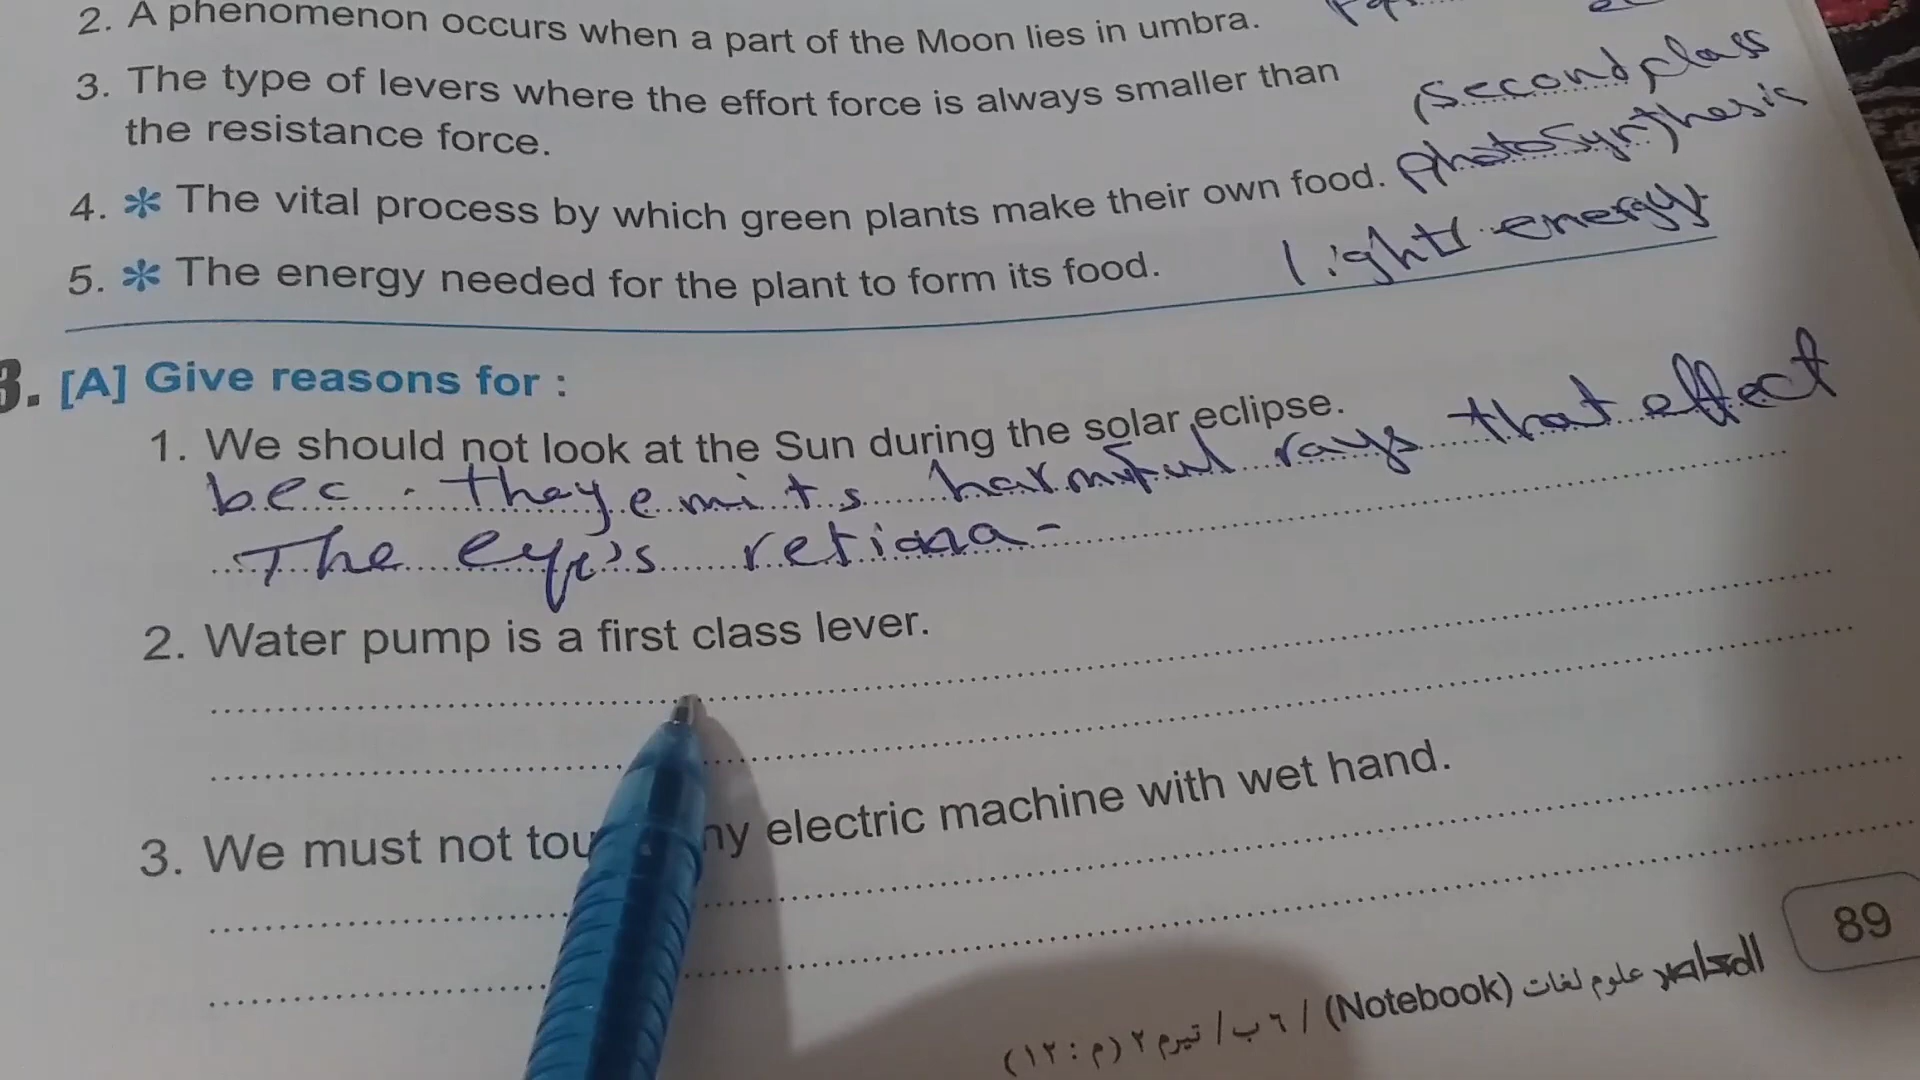 2. A phenomenon occurs when a part of the Moon lies in umbra.
3. The type of levers where the effort force is always smaller than
the resistance force. second class
4. * The vital process by which green plants make their own food. photosynthesis
5. * The energy needed for the plant to form its food. light energy
3. [A] Give reasons for :
1. We should not look at the Sun during the solar eclipse.
bec. they emits harmful rays that effect
The eye's
2. Water pump is a first class lever.
3. We must not tou ny electric machine with wet hand.
89
المعاصر علوم لغات (Notebook) / ٦ ب / تيرم ٢ (م : ١٢)